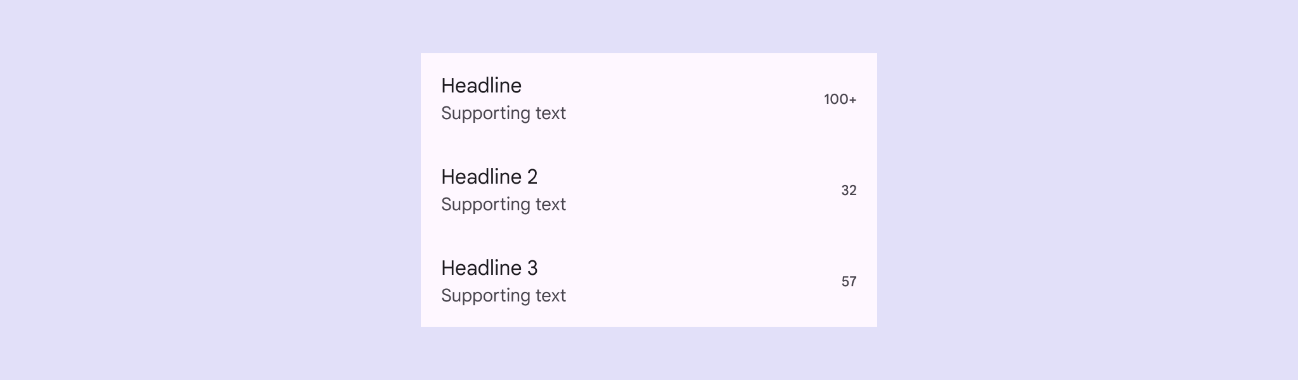 Headline
Supporting text
100+
Headline 2
Supporting text
32
Headline 3
Supporting text
57